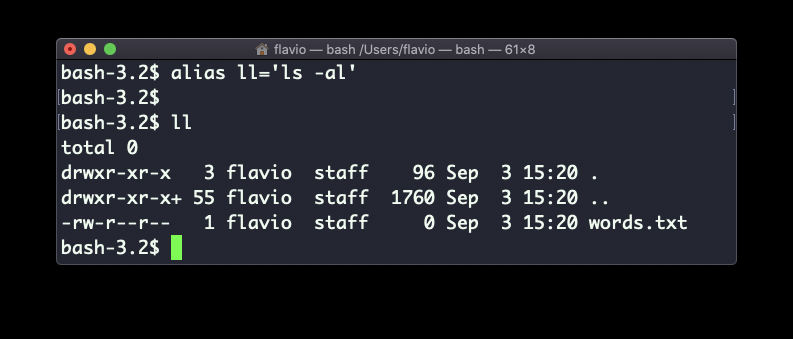 flavio — bash /Users/flavio — bash — 61×8
bash-3.2$ alias ll='ls -al'
[bash-3.2$ ]
[bash-3.2$ ll ]
total 0
drwxr-xr-x   3 flavio  staff    96 Sep  3 15:20 .
drwxr-xr-x+ 55 flavio  staff  1760 Sep  3 15:20 ..
-rw-r--r--   1 flavio  staff     0 Sep  3 15:20 words.txt
bash-3.2$